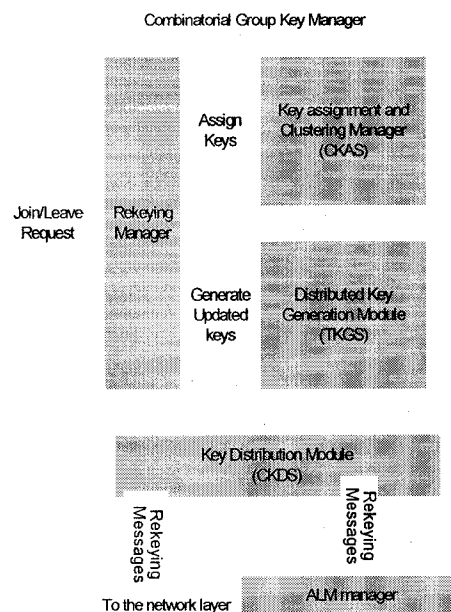 Combinatorial Group Key Manager
Assign
Keys
Key assignment and
Clustering Manager
(CKAS)
Join/Leave
Request
Rekeying
Manager
Generate
Updated
keys
Distributed Key
Generation Module
(TKGS)
Key Distribution Module
(CKDS)
Rekeying
Messages
Rekeying
Messages
To the network layer
ALM manager